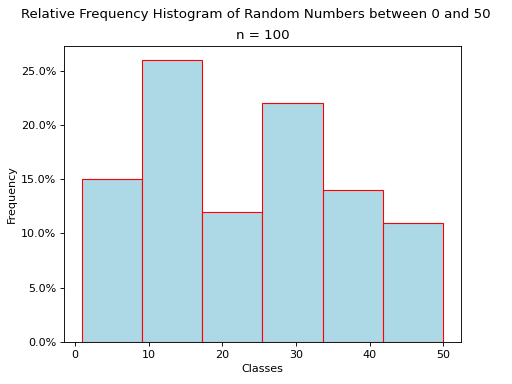 Relative Frequency Histogram of Random Numbers between 0 and 50
n = 100
25.0%
20.0%
15.0%
10.0%
5.0%
0.0%
Frequency
0 10 20 30 40 50
Classes